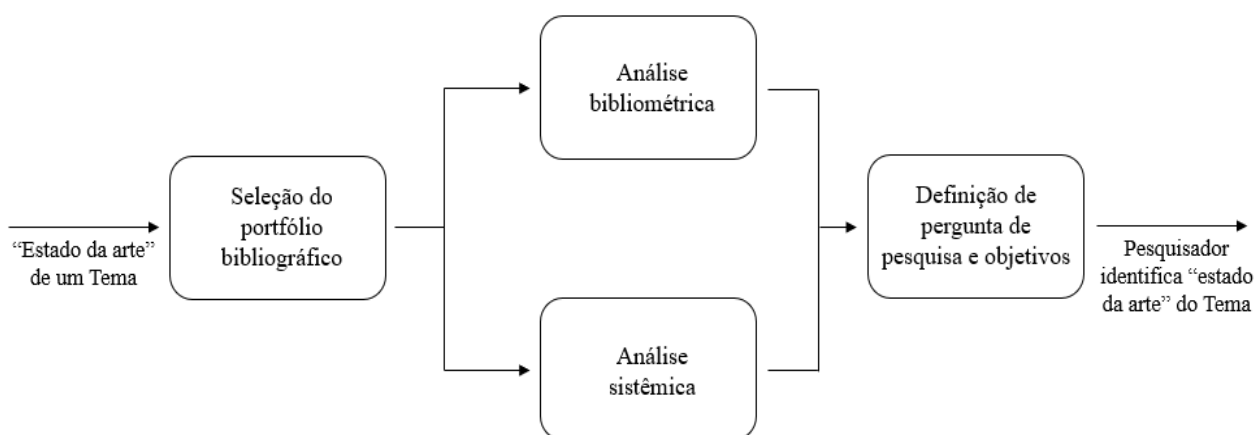 “Estado da arte”
de um Tema
Seleção do
portfólio
bibliográfico
Análise
bibliométrica
Análise
sistêmica
Definição de
pergunta de
pesquisa e objetivos
Pesquisador
identifica “estado
da arte” do Tema